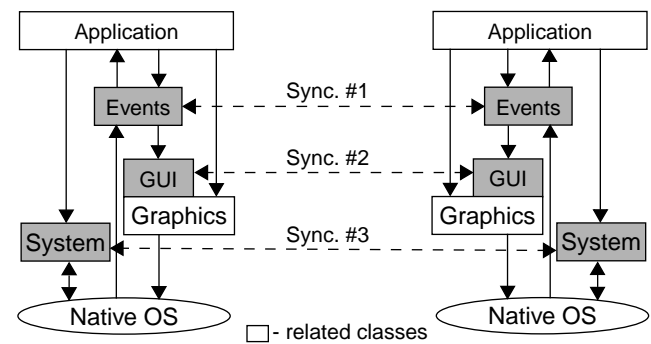 Application
Application
Sync. #1
Events
Events
Sync. #2
GUI
GUI
Graphics
Graphics
Sync. #3
System
System
Native OS
Native OS
- related classes